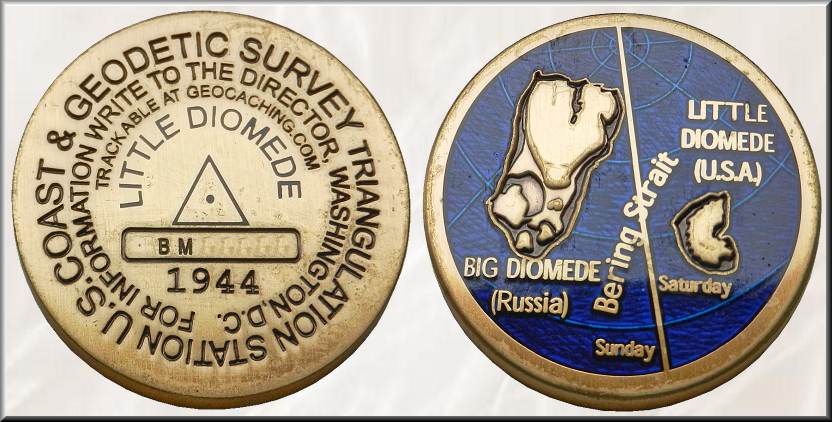 U.S. COAST & GEODETIC SURVEY TRIANGULATION STATION
FOR INFORMATION WRITE TO THE DIRECTOR, WASHINGTON D.C.
TRACKABLE AT GEOCACHING.COM
LITTLE DIOMEDE
BM
1944
LITTLE
DIOMEDE
(U.S.A.)
Bering Strait
BIG DIOMEDE
(Russia)
Saturday
Sunday